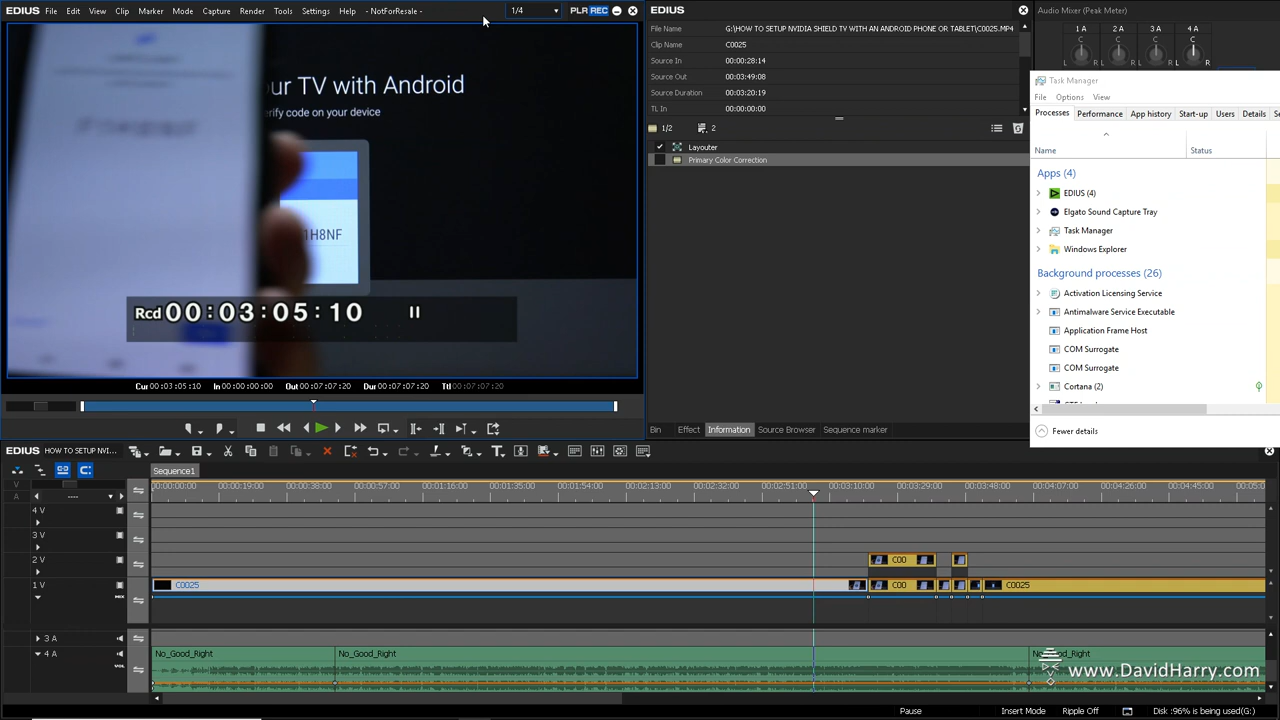 EDIUS File Edit View Clip Marker Mode Capture Render Tools Settings Help - NotForResale - 1/4 PLR REC
our TV with Android
erify code on your device
1H8NF
Rcd 00:03:05:10
Cur 00:03:05:10 In 00:00:00:00 Out 00:07:07:20 Dur 00:07:07:20 Ttl 00:07:07:20
EDIUS
File Name G:\HOW TO SETUP NVIDIA SHIELD TV WITH AN ANDROID PHONE OR TABLET\C0025.MP4
Clip Name C0025
Source In 00:00:28:14
Source Out 00:03:49:08
Source Duration 00:03:20:19
TL In 00:00:00:00
1/2 2
Layouter
Primary Color Correction
Bin Effect Information Source Browser Sequence marker
Audio Mixer (Peak Meter)
1 A 2 A 3 A 4 A
C C C C
L R L R L R L R
Task Manager
File Options View
Processes Performance App history Start-up Users Details Se
Name Status
Apps (4)
EDIUS (4)
Elgato Sound Capture Tray
Task Manager
Windows Explorer
Background processes (26)
Activation Licensing Service
Antimalware Service Executable
Application Frame Host
COM Surrogate
COM Surrogate
Cortana (2)
Fewer details
EDIUS HOW TO SETUP NVI...
Sequence1
V
A
00:00:00:00 00:00:19:00 00:00:38:00 00:00:57:00 00:01:16:00 00:01:35:00 00:01:54:00 00:02:13:00 00:02:32:00 00:02:51:00 00:03:10:00 00:03:29:00 00:03:48:00 00:04:07:00 00:04:26:00 00:04:45:00 00:05:0
4 V
3 V
2 V C00
1 V C0025 C00 C0025
MIX
3 A
4 A No_Good_Right No_Good_Right No_Good_Right
VOL
www.DavidHarry.com
Pause Insert Mode Ripple Off Disk :96% is being used(G:)